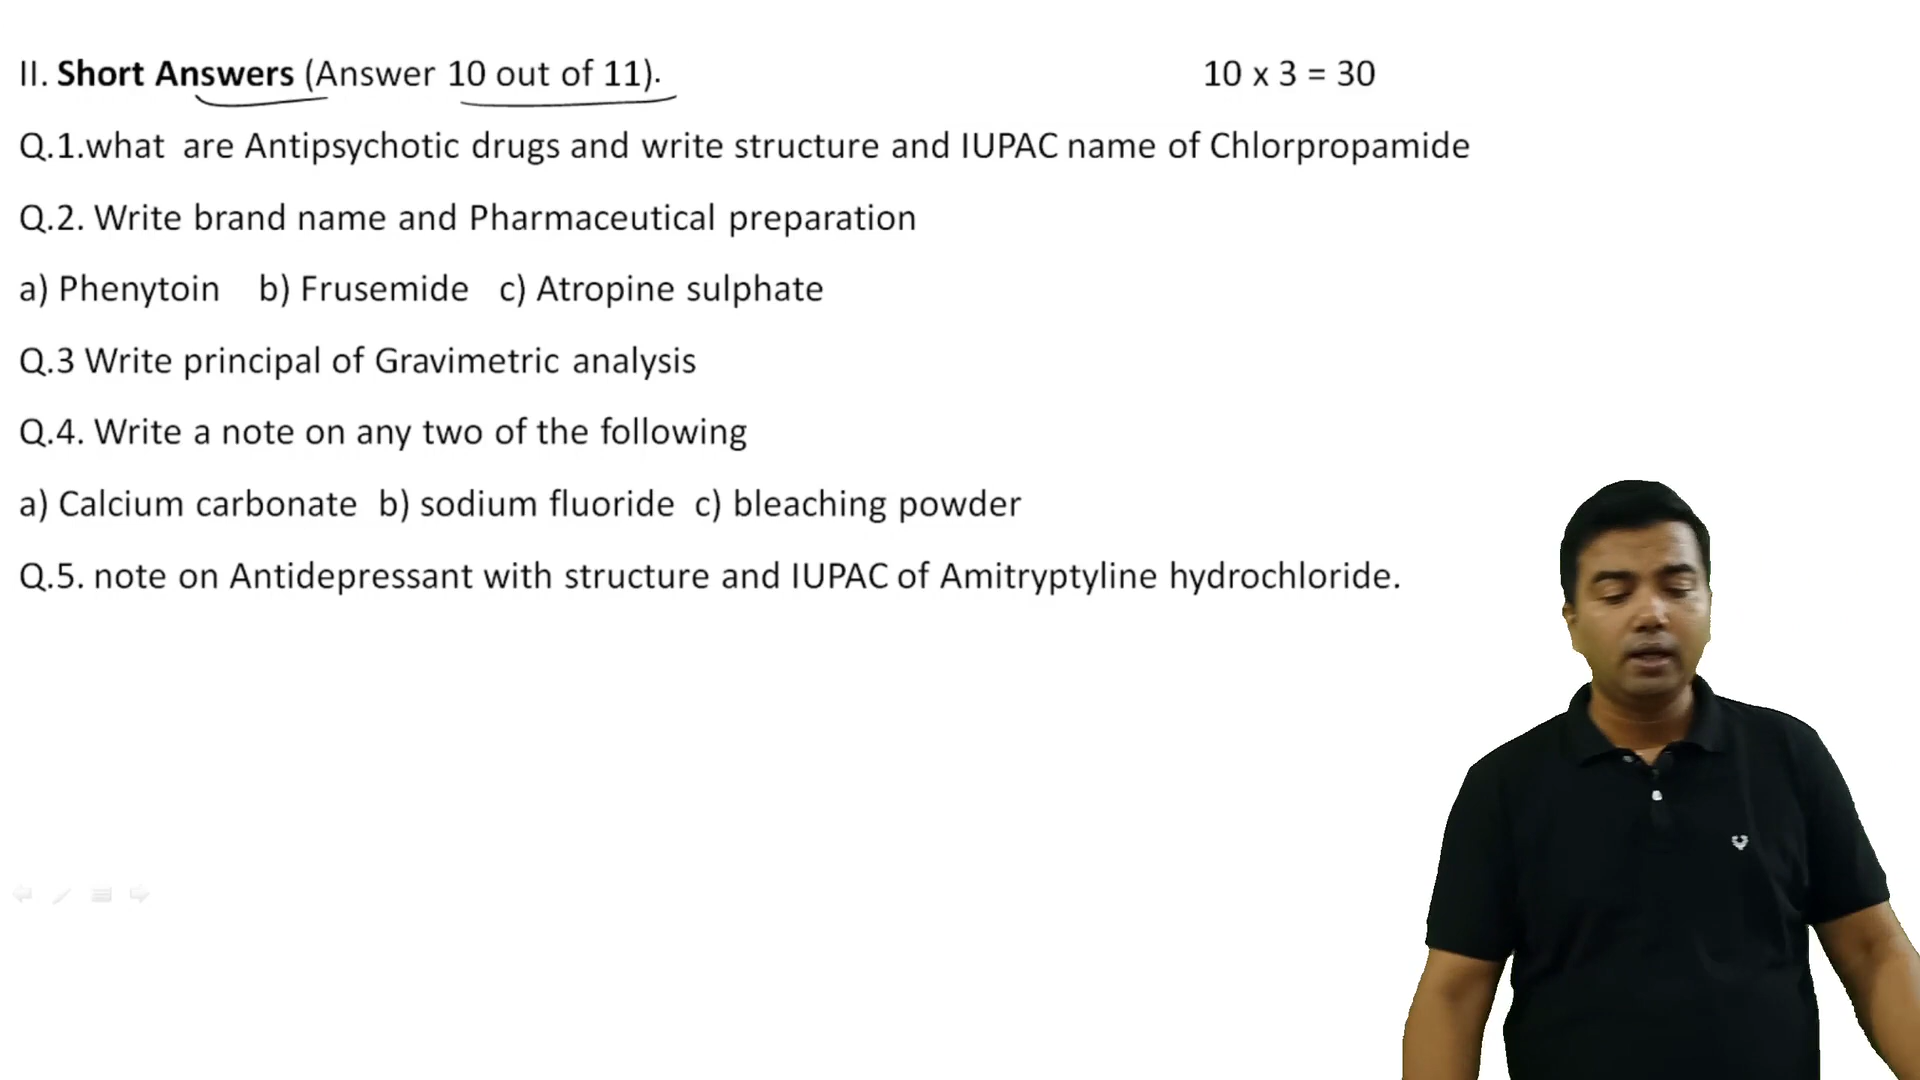 II. Short Answers (Answer 10 out of 11). 10 x 3 = 30
Q.1.what are Antipsychotic drugs and write structure and IUPAC name of Chlorpropamide
Q.2. Write brand name and Pharmaceutical preparation
a) Phenytoin b) Frusemide c) Atropine sulphate
Q.3 Write principal of Gravimetric analysis
Q.4. Write a note on any two of the following
a) Calcium carbonate b) sodium fluoride c) bleaching powder
Q.5. note on Antidepressant with structure and IUPAC of Amitryptyline hydrochloride.